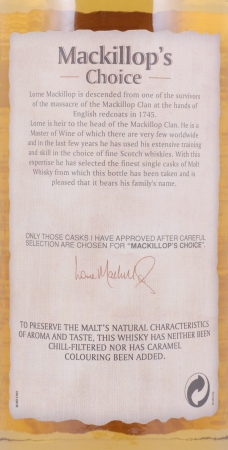 Mackillop's
Choice
Lorne Mackillop is descended from one of the survivors
of the massacre of the Mackillop Clan at the hands of
English redcoats in 1745.
Lorne is heir to the head of the Mackillop Clan. He is a
Master of Wine of which there are very few worldwide
and in the last few years he has used his extensive training
and skill in the choice of fine Scotch whiskies. With this
expertise he has selected the finest single casks of Malt
Whisky from which this bottle has been taken and is
pleased that it bears his family's name.
ONLY THOSE CASKS I HAVE APPROVED AFTER CAREFUL
SELECTION ARE CHOSEN FOR "MACKILLOP'S CHOICE".
Lorne Mackillop
TO PRESERVE THE MALT'S NATURAL CHARACTERISTICS
OF AROMA AND TASTE, THIS WHISKY HAS NEITHER BEEN
CHILL-FILTERED NOR HAS CARAMEL
COLOURING BEEN ADDED.